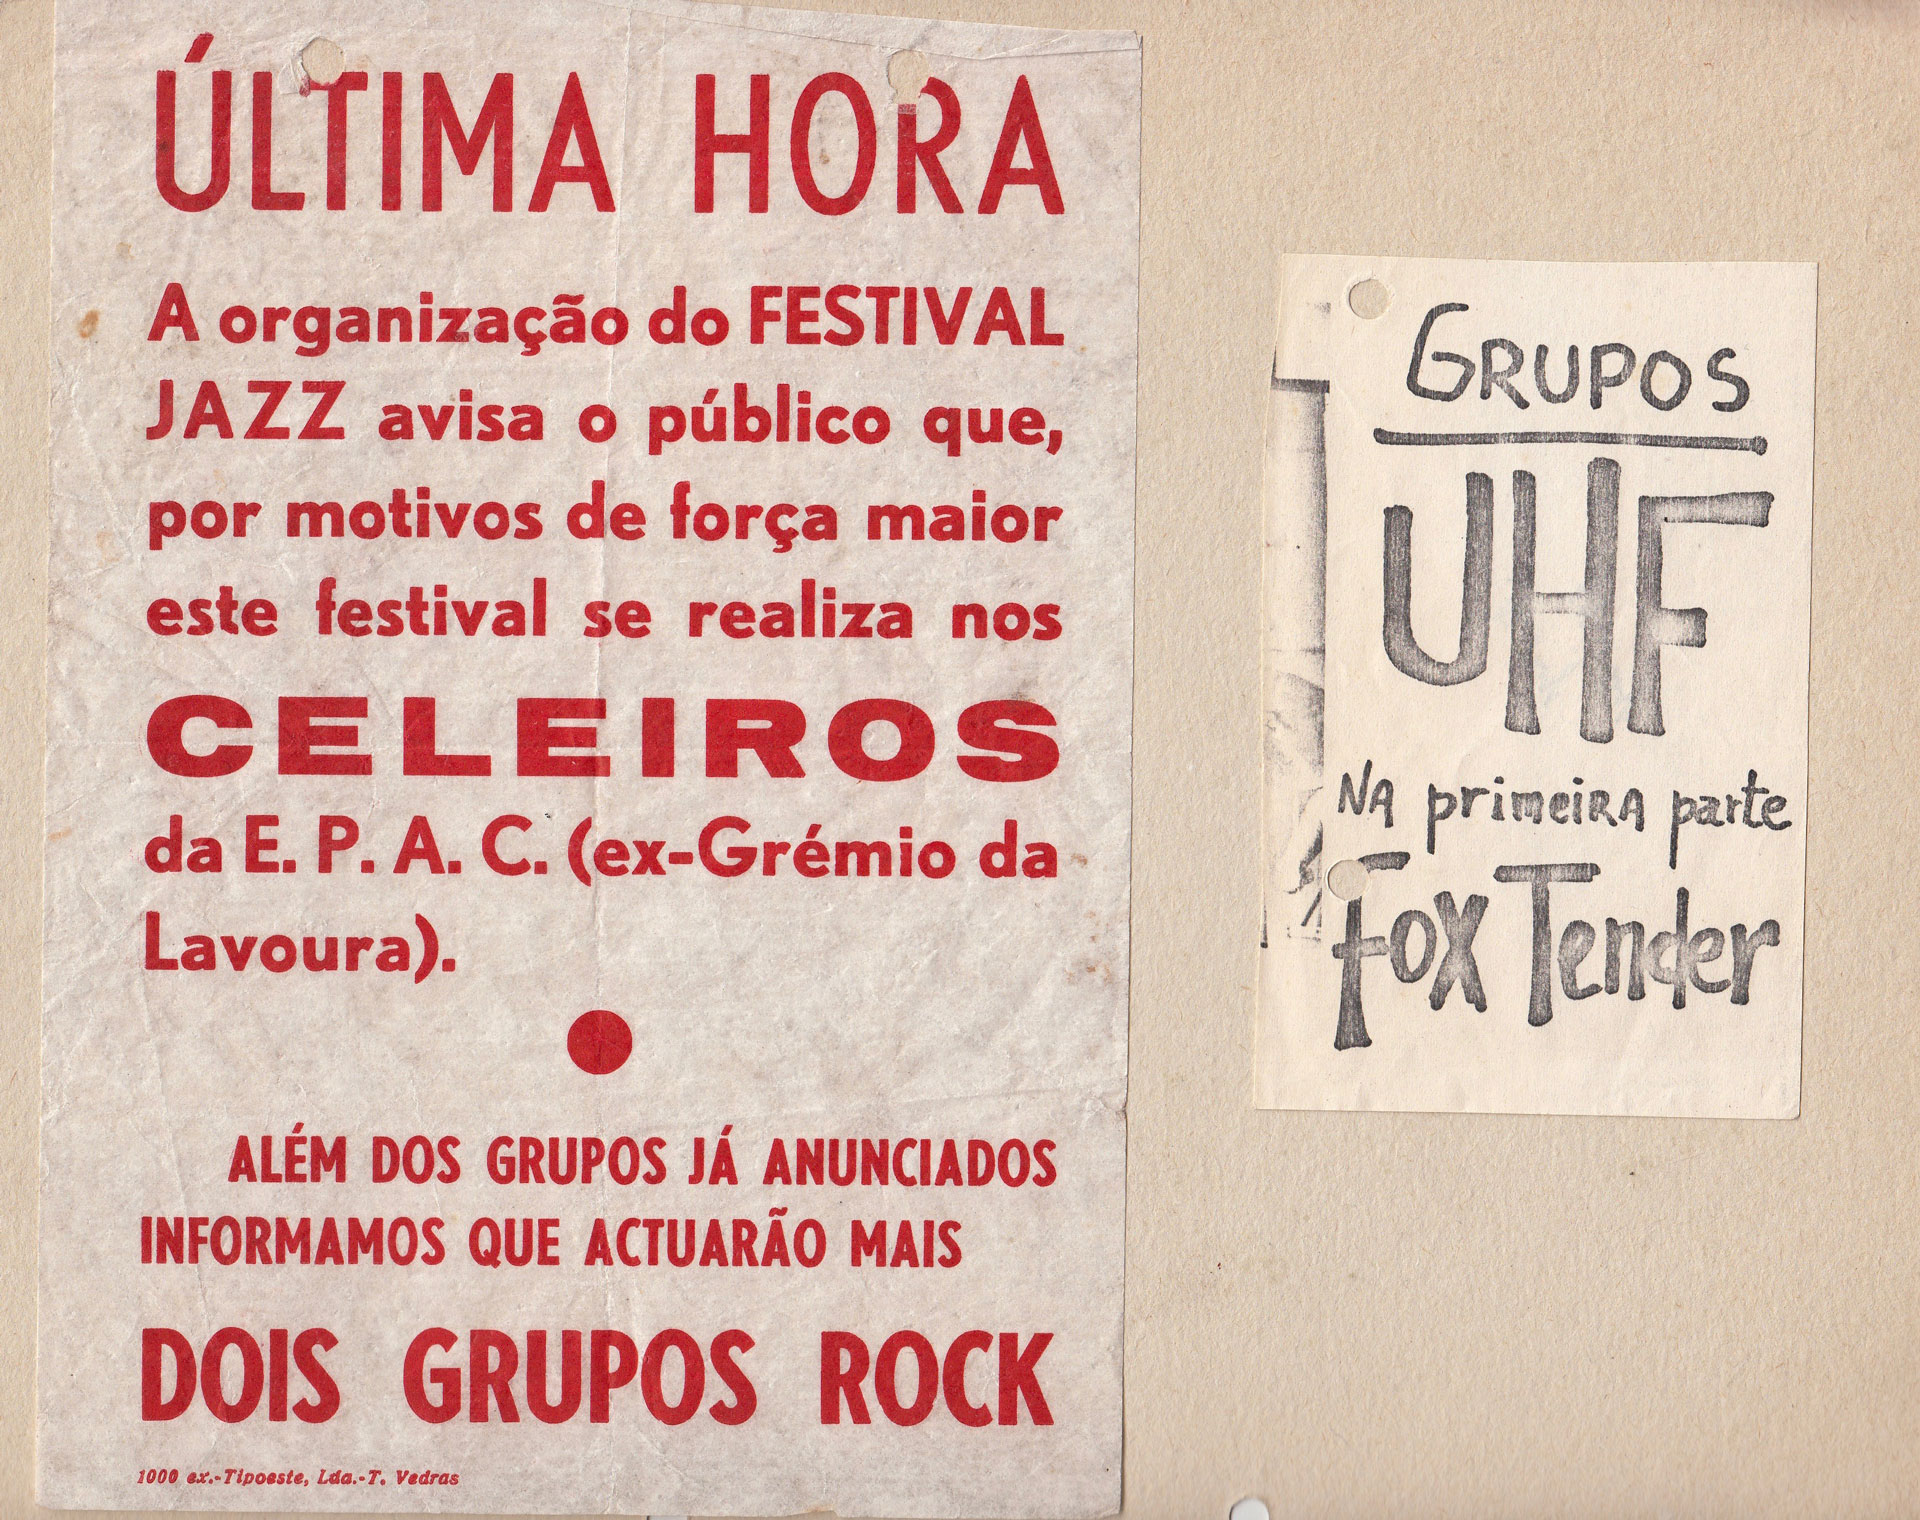 ÚLTIMA HORA
A organização do FESTIVAL
JAZZ avisa o público que,
por motivos de força maior
este festival se realiza nos
CELEIROS
da E. P. A. C. (ex-Grémio da
Lavoura).
ALÉM DOS GRUPOS JÁ ANUNCIADOS
INFORMAMOS QUE ACTUARÃO MAIS
DOIS GRUPOS ROCK
1000 ex.-Tipoeste, Lda.-T. Vedras
GRUPOS
UHF
NA primeiRA parte
Fox Tender